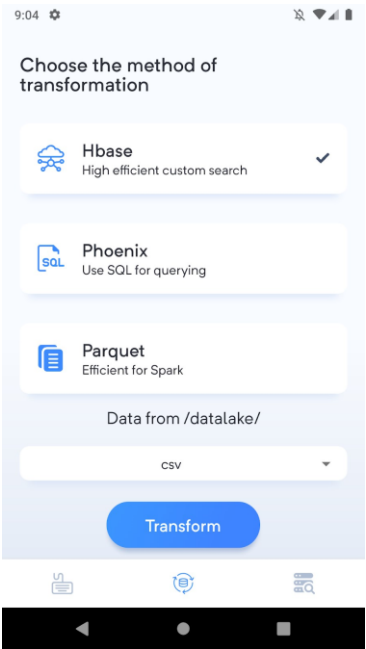 9:04
Choose the method of
transformation
Hbase
High efficient custom search
SQL
Phoenix
Use SQL for querying
Parquet
Efficient for Spark
Data from /datalake/
csv
Transform